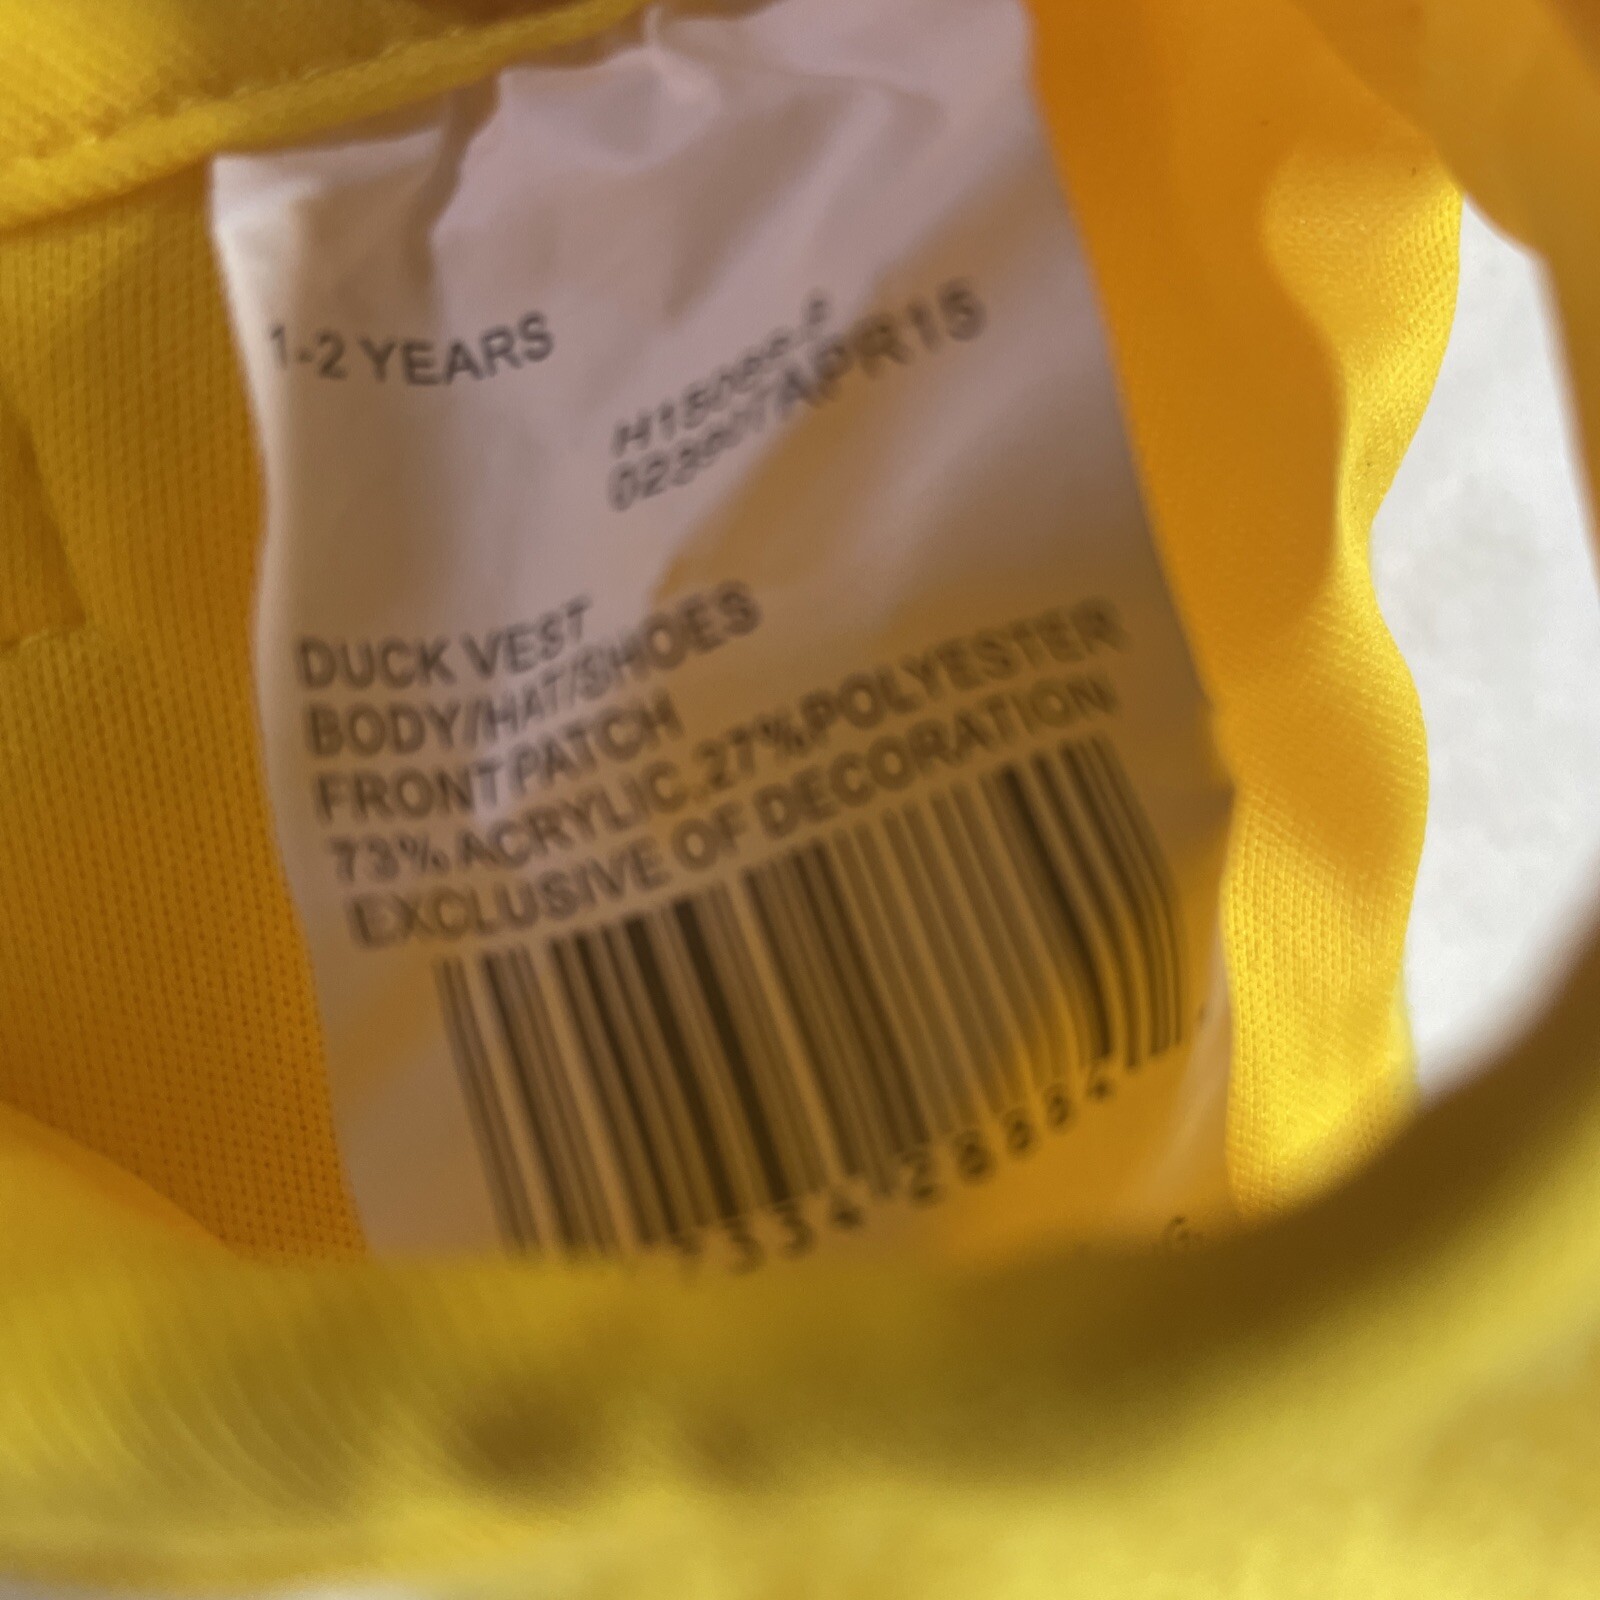 1-2 YEARS
DUCK VEST
BODY/HAT/SHOES
FRONT PATCH
73% ACRYLIC, 27% POLYESTER
EXCLUSIVE OF DECORATION